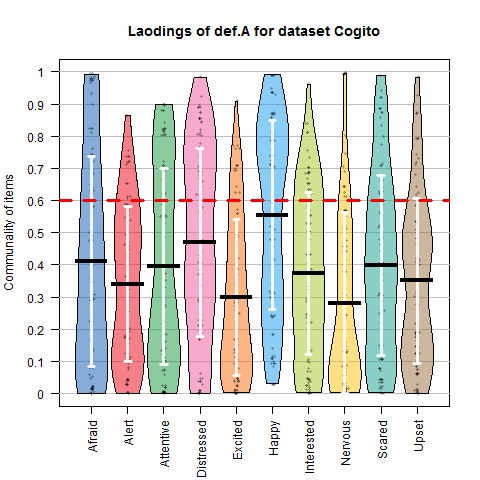 Laodings of def.A for dataset Cogito
Communality of items
1
0.9
0.8
0.7
0.6
0.5
0.4
0.3
0.2
0.1
0
Afraid
Alert
Attentive
Distressed
Excited
Happy
Interested
Nervous
Scared
Upset